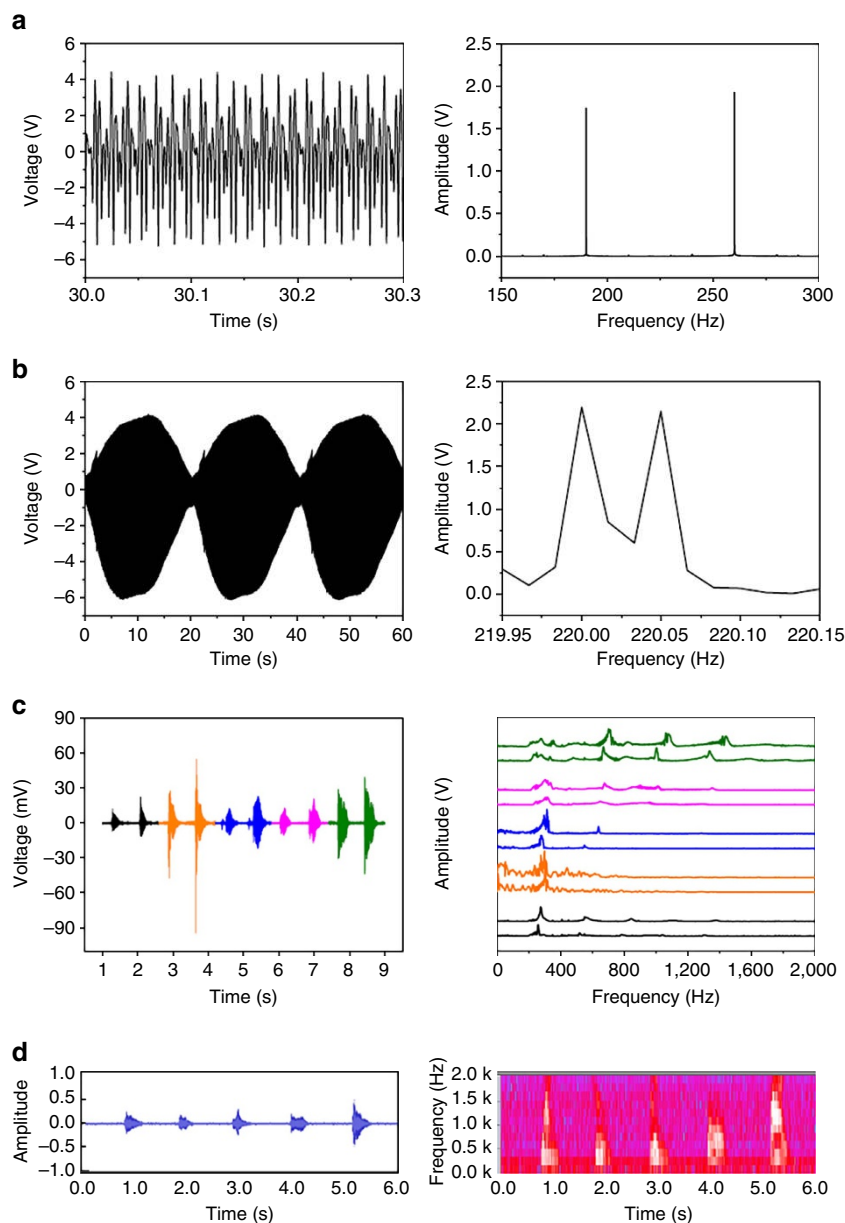 a
6
4
2
0
−2
−4
−6
Voltage (V)
30.0 30.1 30.2 30.3
Time (s)
2.5
2.0
1.5
1.0
0.5
0.0
Amplitude (V)
150 200 250 300
Frequency (Hz)
b
6
4
2
0
−2
−4
−6
Voltage (V)
0 10 20 30 40 50 60
Time (s)
2.5
2.0
1.5
1.0
0.5
0.0
Amplitude (V)
219.95 220.00 220.05 220.10 220.15
Frequency (Hz)
c
90
60
30
0
−30
−60
−90
Voltage (mV)
1 2 3 4 5 6 7 8 9
Time (s)
Amplitude (V)
0 400 800 1,200 1,600 2,000
Frequency (Hz)
d
1.0
0.5
0.0
−0.5
−1.0
Amplitude
0.0 1.0 2.0 3.0 4.0 5.0 6.0
Time (s)
2.0 k
1.5 k
1.0 k
0.5 k
0.0 k
Frequency (Hz)
0.0 1.0 2.0 3.0 4.0 5.0 6.0
Time (s)